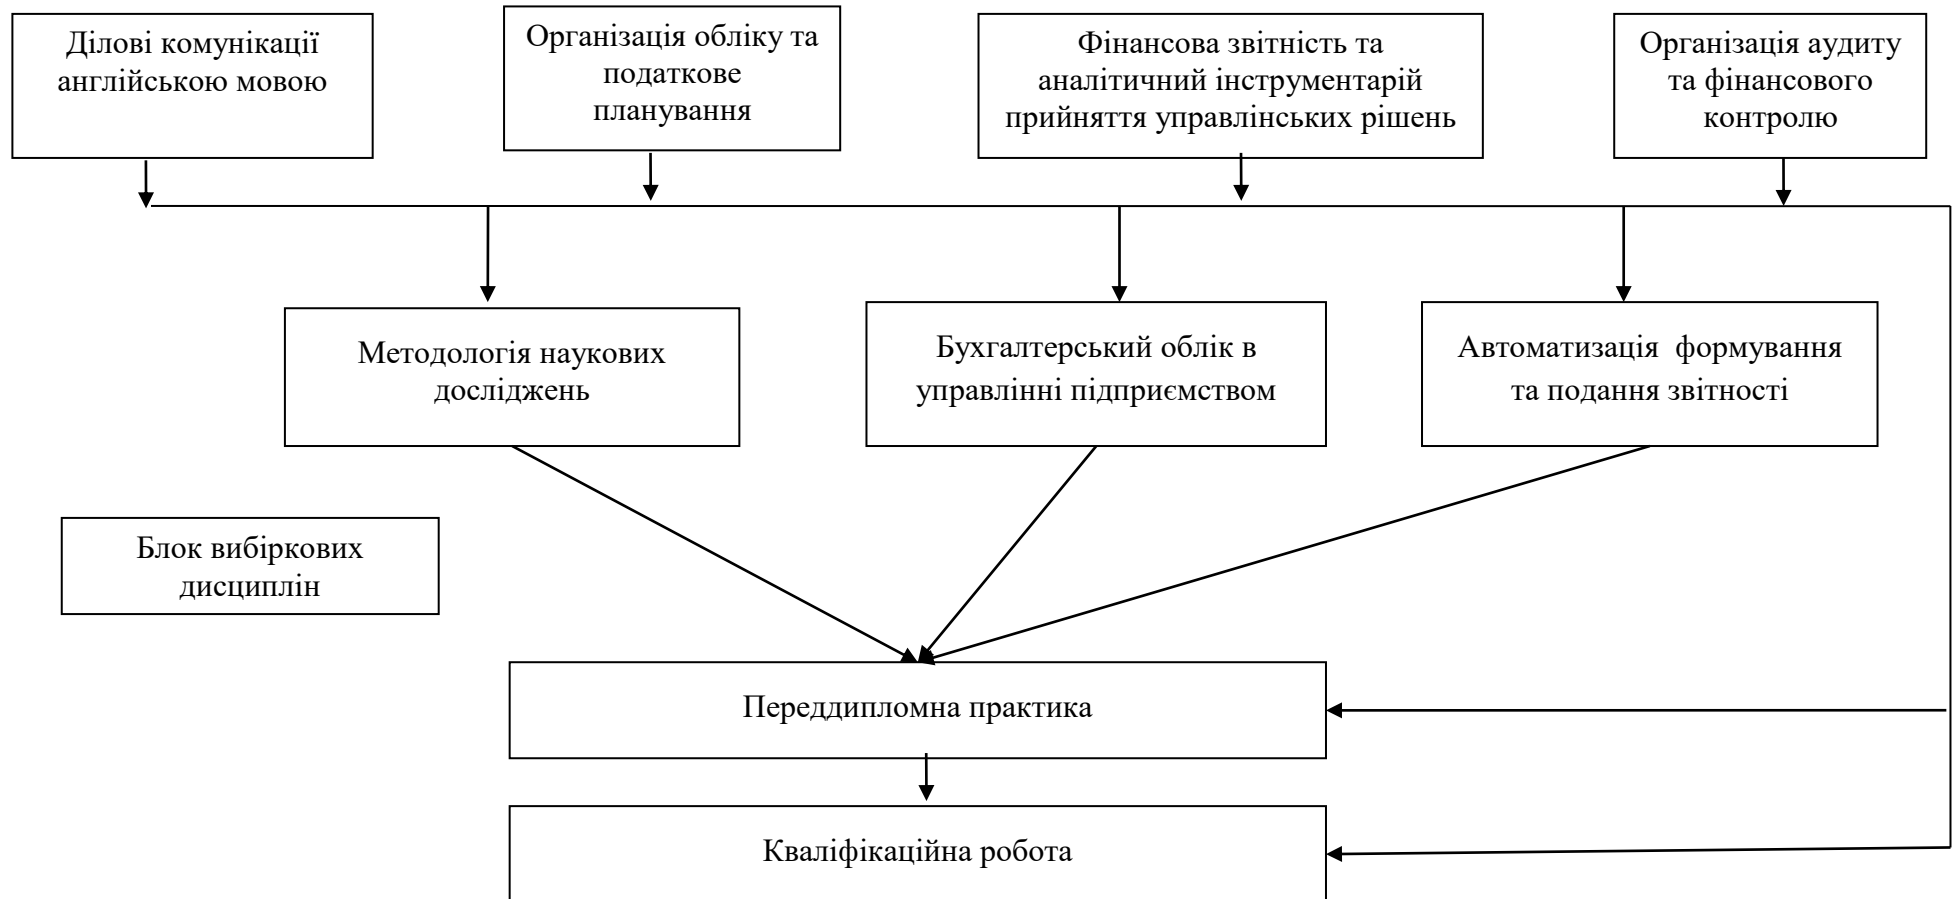 Ділові комунікації
англійською мовою
Організація обліку та
податкове
планування
Фінансова звітність та
аналітичний інструментарій
прийняття управлінських рішень
Організація аудиту
та фінансового
контролю
Методологія наукових
досліджень
Бухгалтерський облік в
управлінні підприємством
Автоматизація формування
та подання звітності
Блок вибіркових
дисциплін
Переддипломна практика
Кваліфікаційна робота